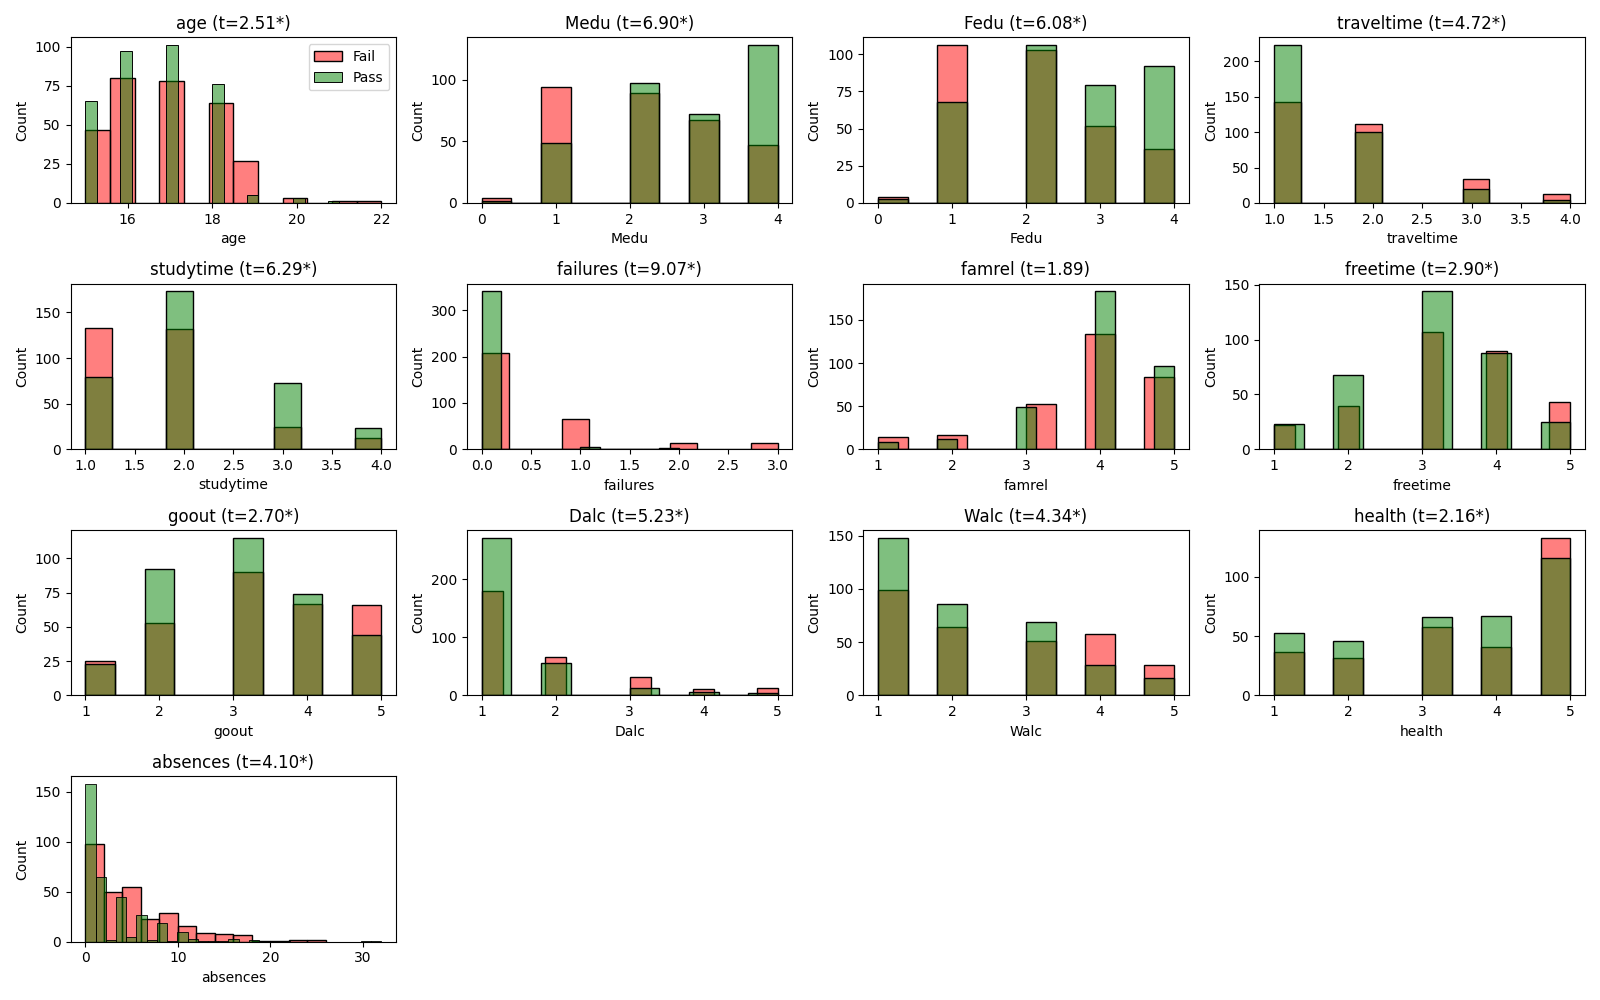 age (t=2.51*)
Count
100
75
50
25
0
16 18 20 22
age
Fail
Pass
Medu (t=6.90*)
Count
100
50
0
0 1 2 3 4
Medu
Fedu (t=6.08*)
Count
100
75
50
25
0
0 1 2 3 4
Fedu
traveltime (t=4.72*)
Count
200
150
100
50
0
1.0 1.5 2.0 2.5 3.0 3.5 4.0
traveltime
studytime (t=6.29*)
Count
150
100
50
0
1.0 1.5 2.0 2.5 3.0 3.5 4.0
studytime
failures (t=9.07*)
Count
300
200
100
0
0.0 0.5 1.0 1.5 2.0 2.5 3.0
failures
famrel (t=1.89)
Count
150
100
50
0
1 2 3 4 5
famrel
freetime (t=2.90*)
Count
150
100
50
0
1 2 3 4 5
freetime
goout (t=2.70*)
Count
100
75
50
25
0
1 2 3 4 5
goout
Dalc (t=5.23*)
Count
200
100
0
1 2 3 4 5
Dalc
Walc (t=4.34*)
Count
150
100
50
0
1 2 3 4 5
Walc
health (t=2.16*)
Count
100
50
0
1 2 3 4 5
health
absences (t=4.10*)
Count
150
100
50
0
0 10 20 30
absences